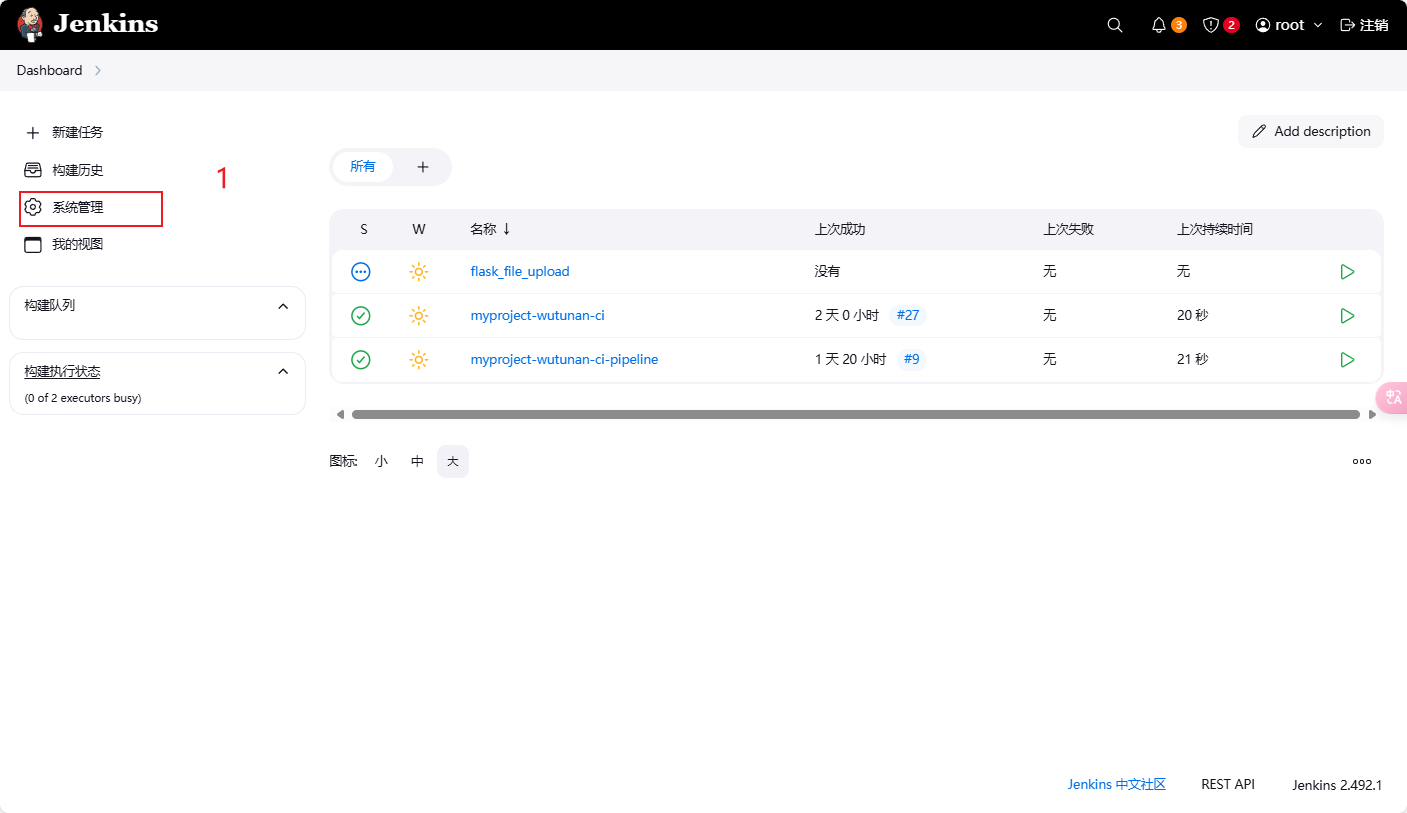 Jenkins
3
2
root
注销
Dashboard
新建任务
构建历史
系统管理
我的视图
1
构建队列
构建执行状态
(0 of 2 executors busy)
Add description
所有
S W 名称 ↓ 上次成功 上次失败 上次持续时间
flask_file_upload 没有 无 无
myproject-wutunan-ci 2 天 0 小时 #27 无 20 秒
myproject-wutunan-ci-pipeline 1 天 20 小时 #9 无 21 秒
图标: 小 中 大
中A
Jenkins 中文社区 REST API Jenkins 2.492.1